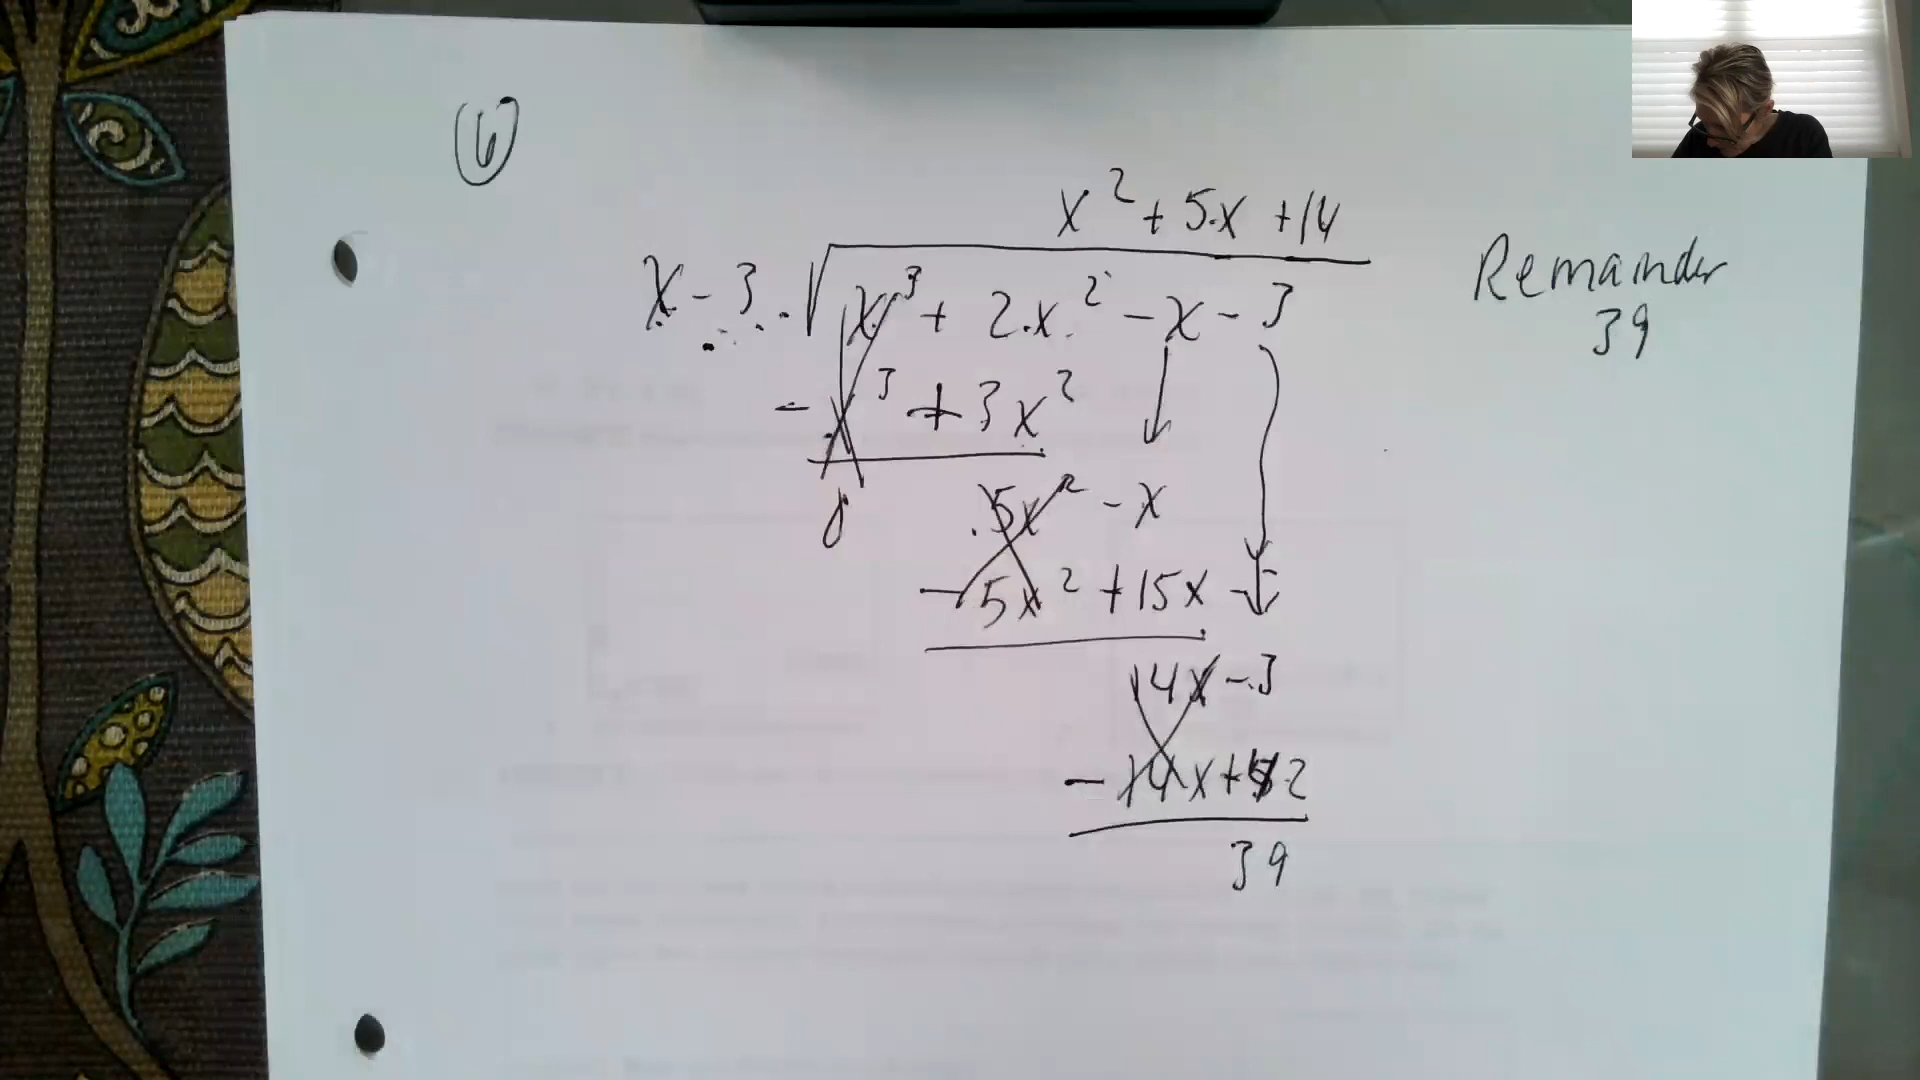 6
x² + 5x + 14
x - 3 √ x³ + 2x² - x - 3
Remainder
39
- x³ + 3x²
0 5x² - x
- 5x² + 15x
14x - 3
- 14x + 42
39